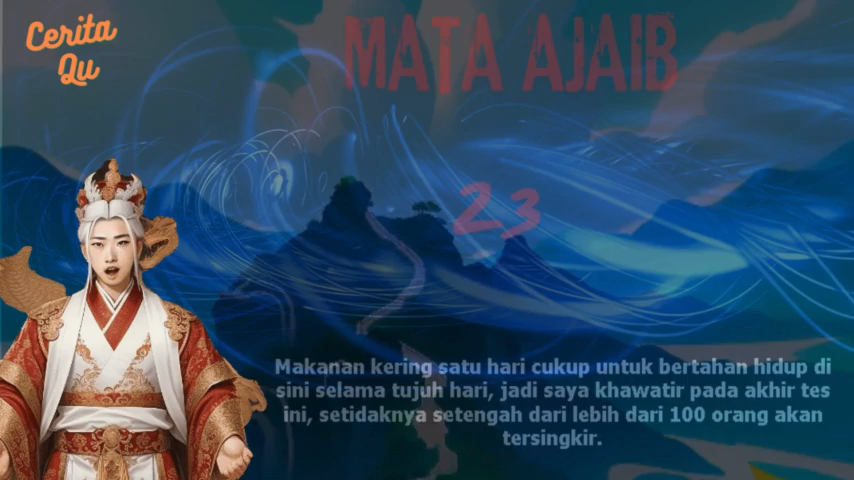 Cerita
Qu
MATA AJAIB
23
Makanan kering satu hari cukup untuk bertahan hidup di
sini selama tujuh hari, jadi saya khawatir pada akhir tes
ini, setidaknya setengah dari lebih dari 100 orang akan
tersingkir.